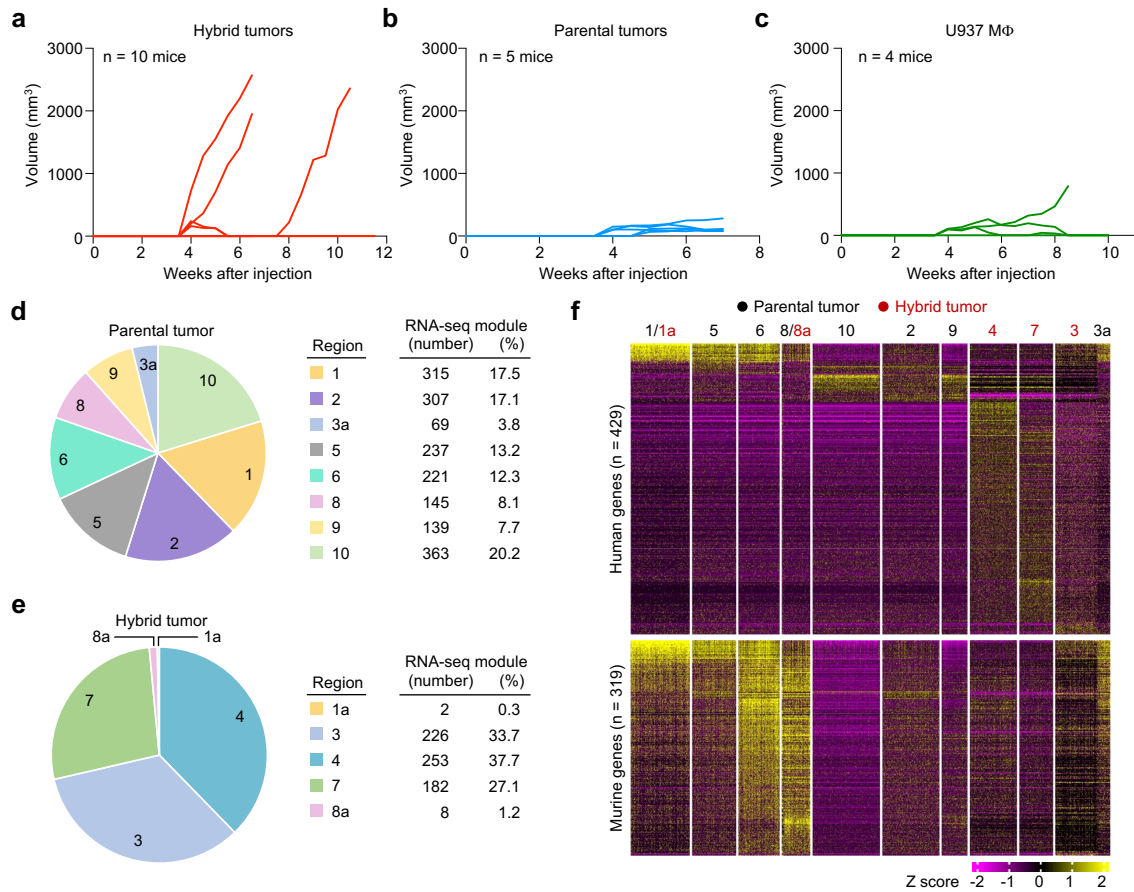 a
Hybrid tumors
n = 10 mice
Volume (mm³)
3000
2000
1000
0
0 2 4 6 8 10 12
Weeks after injection
b
Parental tumors
n = 5 mice
Volume (mm³)
3000
2000
1000
0
0 2 4 6 8
Weeks after injection
c
U937 MΦ
n = 4 mice
Volume (mm³)
3000
2000
1000
0
0 2 4 6 8 10
Weeks after injection
d
Parental tumor
3a
10
9
8
1
6
5
2
RNA-seq module
Region (number) (%)
1 315 17.5
2 307 17.1
3a 69 3.8
5 237 13.2
6 221 12.3
8 145 8.1
9 139 7.7
10 363 20.2
e
Hybrid tumor
8a 1a
7
4
3
RNA-seq module
Region (number) (%)
1a 2 0.3
3 226 33.7
4 253 37.7
7 182 27.1
8a 8 1.2
f
Parental tumor Hybrid tumor
1/1a 5 6 8/8a 10 2 9 4 7 3 3a
Human genes (n = 429)
Murine genes (n = 319)
Z score -2 -1 0 1 2